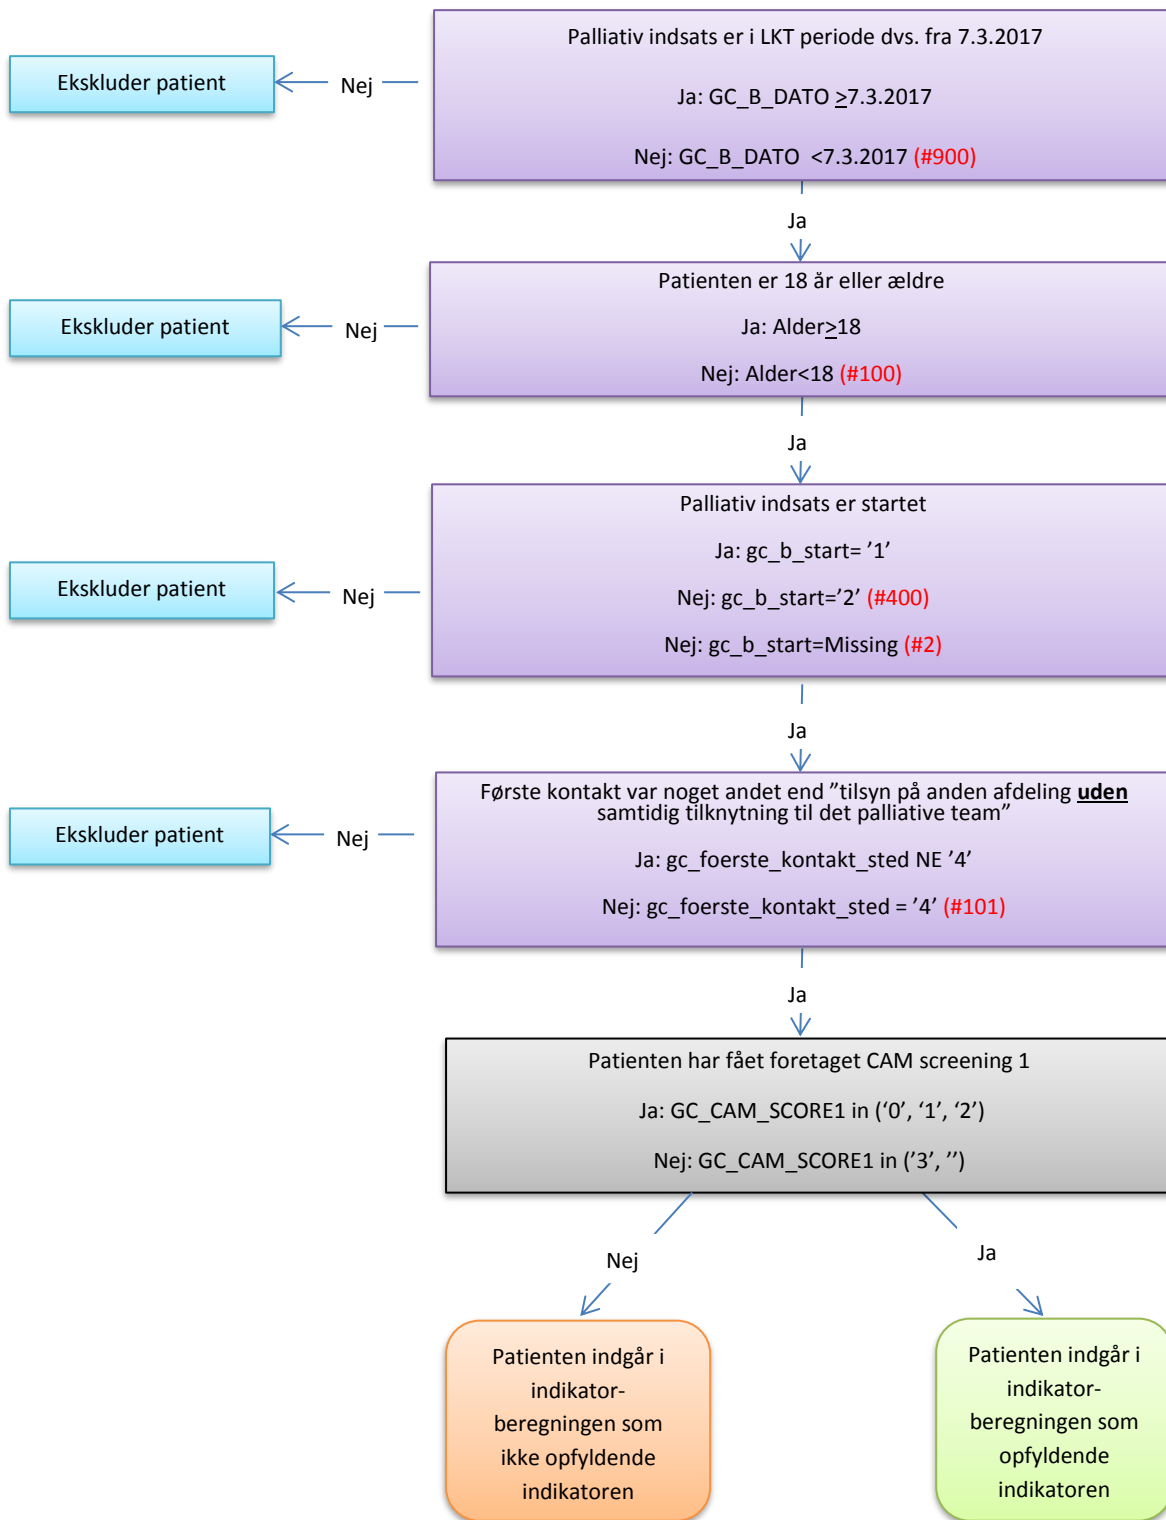 Palliativ indsats er i LKT periode dvs. fra 7.3.2017
Ekskluder patient
Nej
Ja: GC_B_DATO >7.3.2017
Nej: GC_B_DATO <7.3.2017 (#900)
Ja
Patienten er 18 år eller ældre
Ekskluder patient
Nej
Ja: Alder>18
Nej: Alder<18 (#100)
Ja
Palliativ indsats er startet
Ja: gc_b_start= ’1’
Ekskluder patient
Nej
Nej: gc_b_start=’2’ (#400)
Nej: gc_b_start=Missing (#2)
Ja
Første kontakt var noget andet end ”tilsyn på anden afdeling uden
samtidig tilknytning til det palliative team”
Ekskluder patient
Nej
Ja: gc_foerste_kontakt_sted NE ’4’
Nej: gc_foerste_kontakt_sted = ’4’ (#101)
Ja
Patienten har fået foretaget CAM screening 1
Ja: GC_CAM_SCORE1 in (‘0’, ‘1’, ‘2’)
Nej: GC_CAM_SCORE1 in (’3’, ’’)
Nej
Ja
Patienten indgår i
indikator-
beregningen som
ikke opfyldende
indikatoren
Patienten indgår i
indikator-
beregningen som
opfyldende
indikatoren